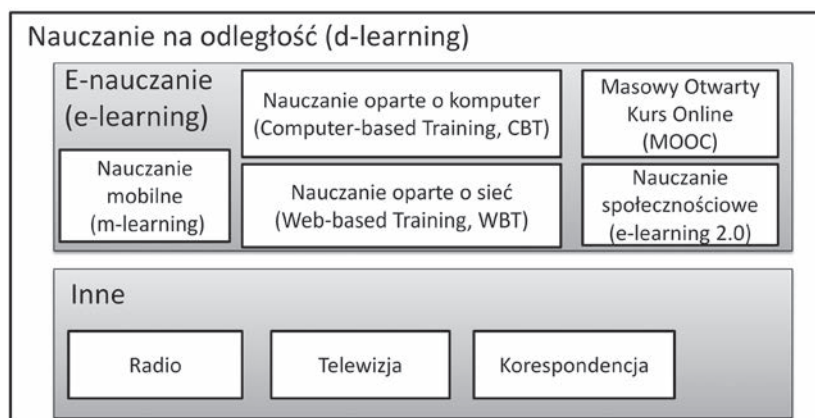 Nauczanie na odległość (d-learning)
E-nauczanie
(e-learning)
Nauczanie
mobilne
(m-learning)
Nauczanie oparte o komputer
(Computer-based Training, CBT)
Nauczanie oparte o sieć
(Web-based Training, WBT)
Masowy Otwarty
Kurs Online
(MOOC)
Nauczanie
społecznościowe
(e-learning 2.0)
Inne
Radio
Telewizja
Korespondencja